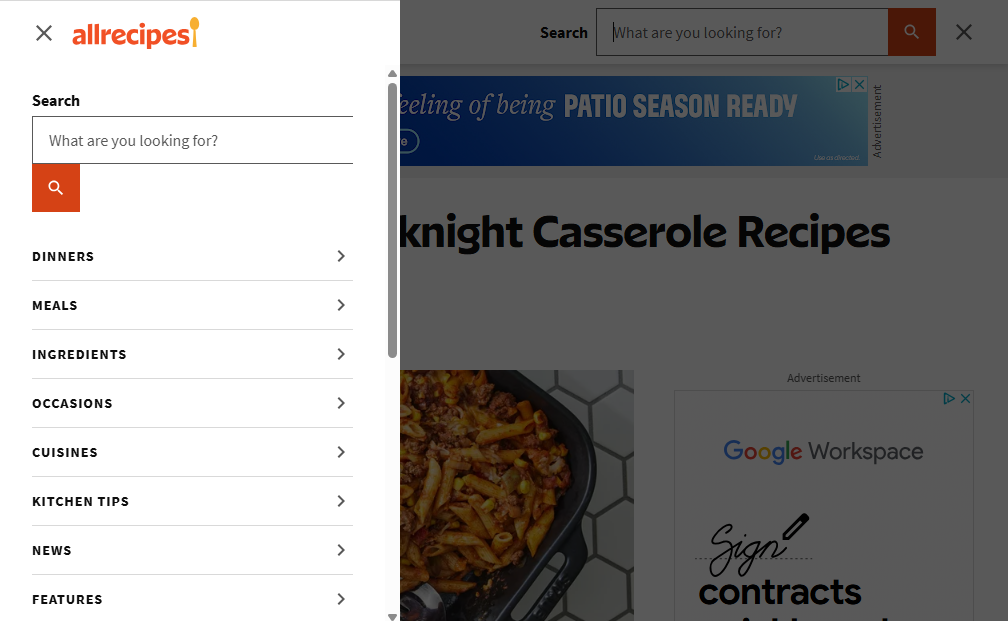 allrecipes
Search
What are you looking for?
Search
What are you looking for?
DINNERS
MEALS
INGREDIENTS
OCCASIONS
CUISINES
KITCHEN TIPS
NEWS
FEATURES
eeling of being PATIO SEASON READY
Use as directed.
Advertisement
knight Casserole Recipes
Advertisement
Google Workspace
Sign
contracts